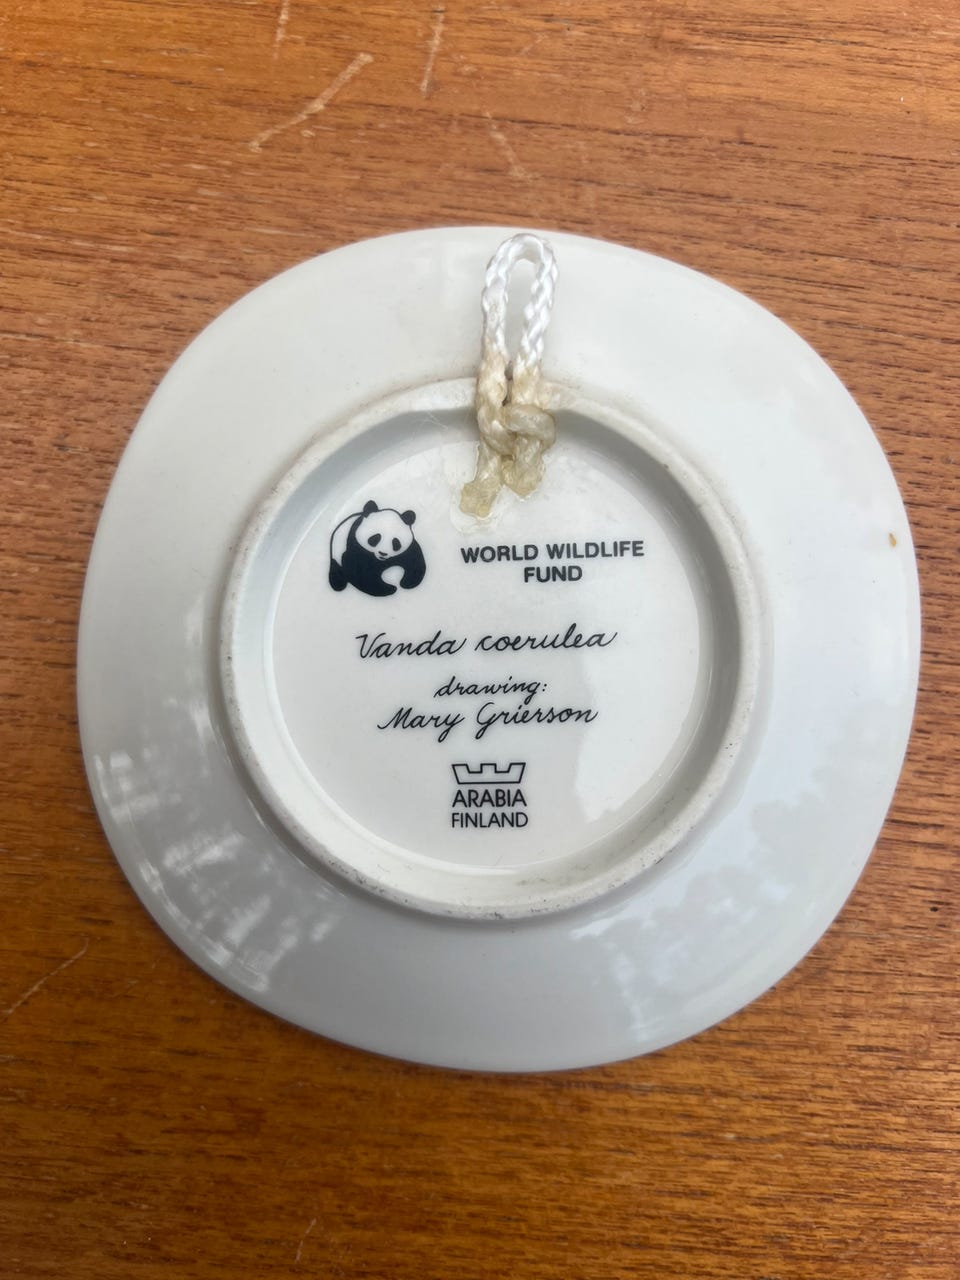 WORLD WILDLIFE
FUND
Vanda coerulea
drawing:
Mary Grierson
ARABIA
FINLAND